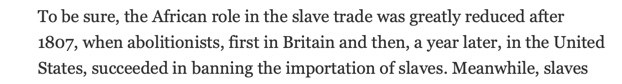 To be sure, the African role in the slave trade was greatly reduced after
1807, when abolitionists, first in Britain and then, a year later, in the United
States, succeeded in banning the importation of slaves. Meanwhile, slaves